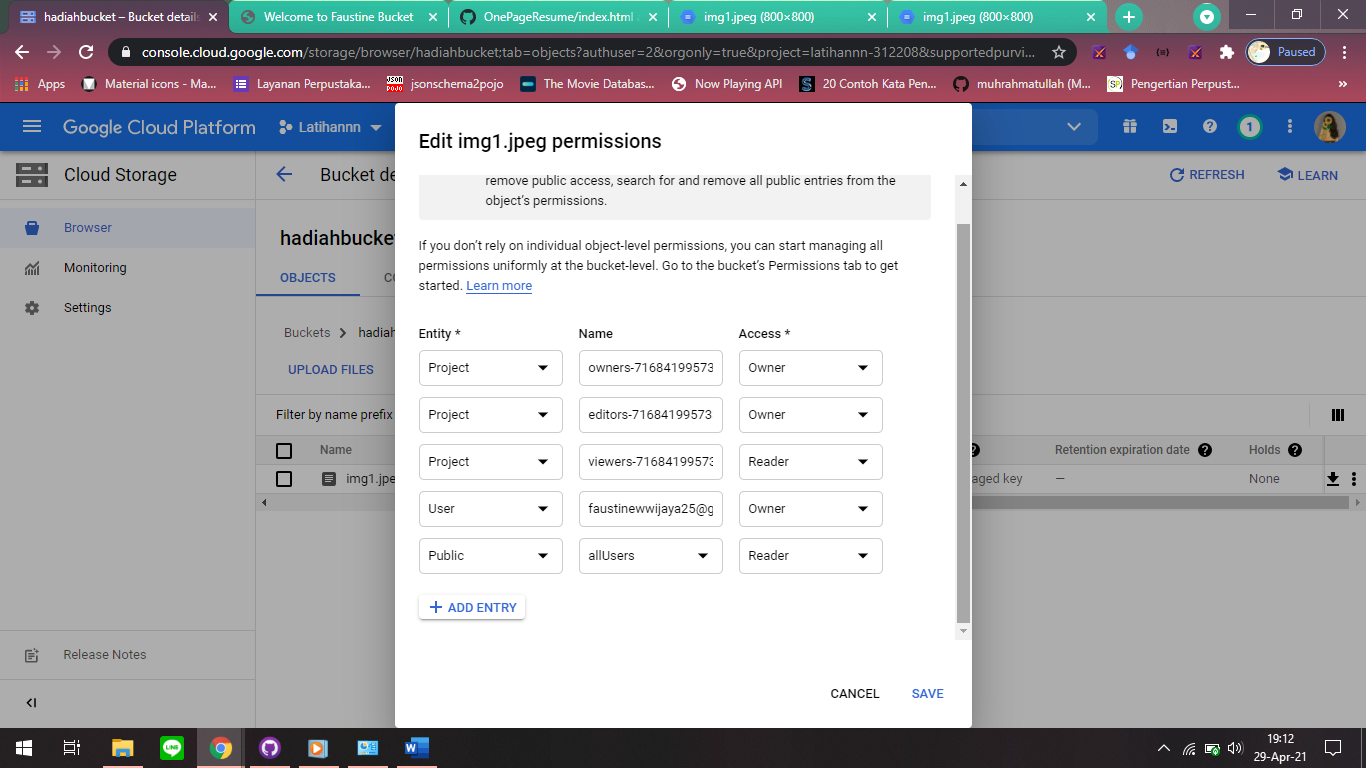 hadiahbucket – Bucket details
Welcome to Faustine Bucket
OnePageResume/index.html
img1.jpeg (800×800)
img1.jpeg (800×800)
console.cloud.google.com/storage/browser/hadiahbucket;tab=objects?authuser=2&orgonly=true&project=latihannn-312208&supportedpurvi...
Paused
Apps
Material icons - Ma...
Layanan Perpustaka...
JSON POJO
jsonschema2pojo
The Movie Databas...
Now Playing API
20 Contoh Kata Pen...
muhrahmatullah (M...
Pengertian Perpust...
»
Google Cloud Platform
Latihannn
1
Cloud Storage
Bucket de
REFRESH
LEARN
Browser
Monitoring
Settings
hadiahbucke
OBJECTS
CO
Buckets
hadiah
UPLOAD FILES
Filter by name prefix
Name
Retention expiration date
Holds
img1.jpe
aged key
—
None
Release Notes
Edit img1.jpeg permissions
remove public access, search for and remove all public entries from the
object's permissions.
If you don't rely on individual object-level permissions, you can start managing all
permissions uniformly at the bucket-level. Go to the bucket's Permissions tab to get
started. Learn more
Entity * Name Access *
Project owners-71684199573 Owner
Project editors-71684199573 Owner
Project viewers-71684199573 Reader
User faustinewwijaya25@g Owner
Public allUsers Reader
+ ADD ENTRY
CANCEL SAVE
LINE
19:12
29-Apr-21